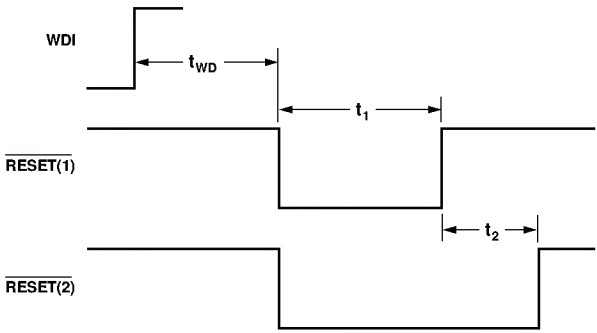 WDI
tWD
t1
RESET(1)
t2
RESET(2)